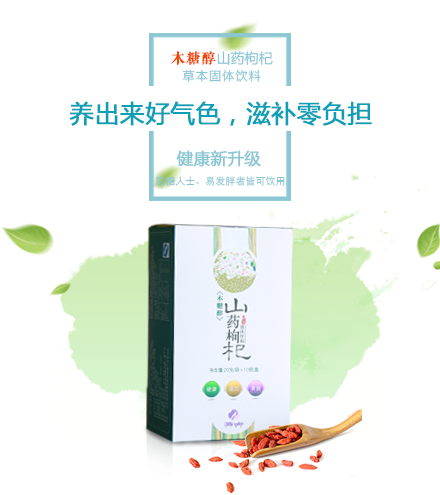 木糖醇山药枸杞
草本固体饮料
养出来好气色，滋补零负担
健康新升级
人士、易发胖者皆可饮用
木糖醇
山药枸杞